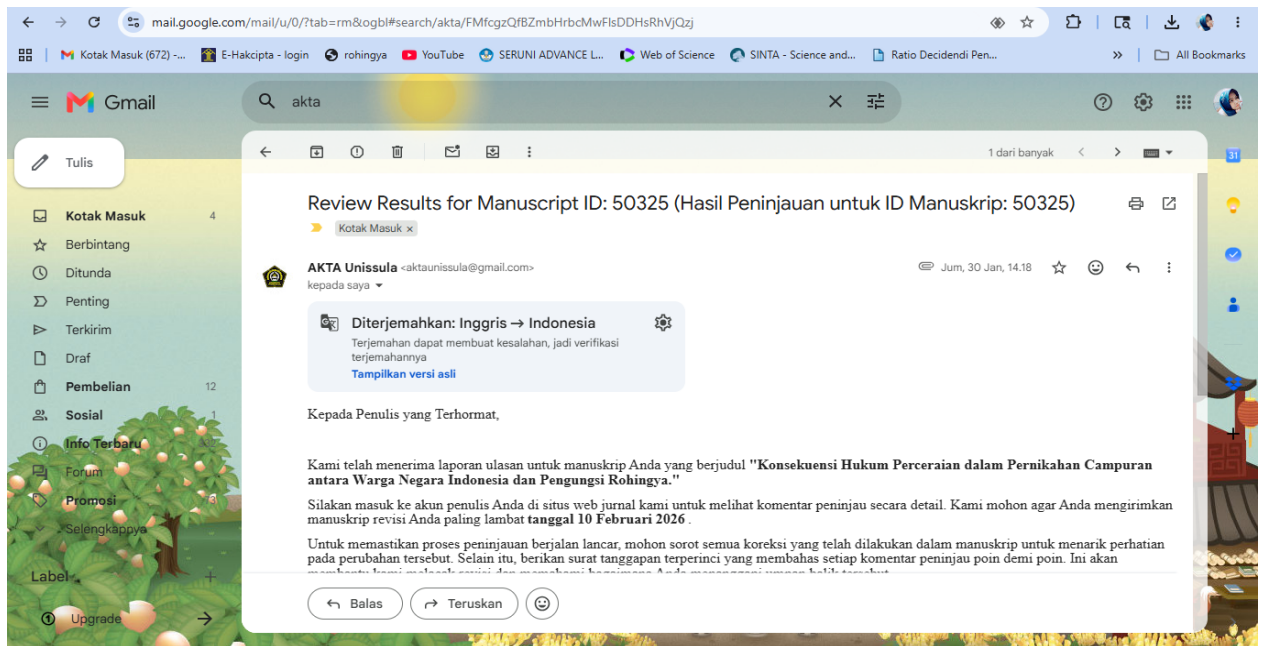 mail.google.com/mail/u/0/?tab=rm&ogbl#search/akta/FMfcgzQfBZmbHrbcMwFlsDDHsRhVjQzj
Kotak Masuk (672) -... E-Hakcipta - login rohingya YouTube SERUNI ADVANCE L... Web of Science SINTA - Science and... Ratio Decidendi Pen... » All Bookmarks
Gmail
akta
Tulis
1 dari banyak
31
Review Results for Manuscript ID: 50325 (Hasil Peninjauan untuk ID Manuskrip: 50325)
Kotak Masuk ×
Kotak Masuk 4
Berbintang
Ditunda
Penting
Terkirim
Draf
Pembelian 12
Sosial 1
Info Terbaru
Forum
Promosi
Selengkapnya
Label +
Upgrade
AKTA Unissula <aktaunissula@gmail.com>
Jum, 30 Jan, 14.18
kepada saya
Diterjemahkan: Inggris → Indonesia
Terjemahan dapat membuat kesalahan, jadi verifikasi
terjemahannya
Tampilkan versi asli
Kepada Penulis yang Terhormat,
Kami telah menerima laporan ulasan untuk manuskrip Anda yang berjudul "Konsekuensi Hukum Perceraian dalam Pernikahan Campuran
antara Warga Negara Indonesia dan Pengungsi Rohingya."
Silakan masuk ke akun penulis Anda di situs web jurnal kami untuk melihat komentar peninjau secara detail. Kami mohon agar Anda mengirimkan
manuskrip revisi Anda paling lambat tanggal 10 Februari 2026 .
Untuk memastikan proses peninjauan berjalan lancar, mohon sorot semua koreksi yang telah dilakukan dalam manuskrip untuk menarik perhatian
pada perubahan tersebut. Selain itu, berikan surat tanggapan terperinci yang membahas setiap komentar peninjau poin demi poin. Ini akan
Balas
Teruskan